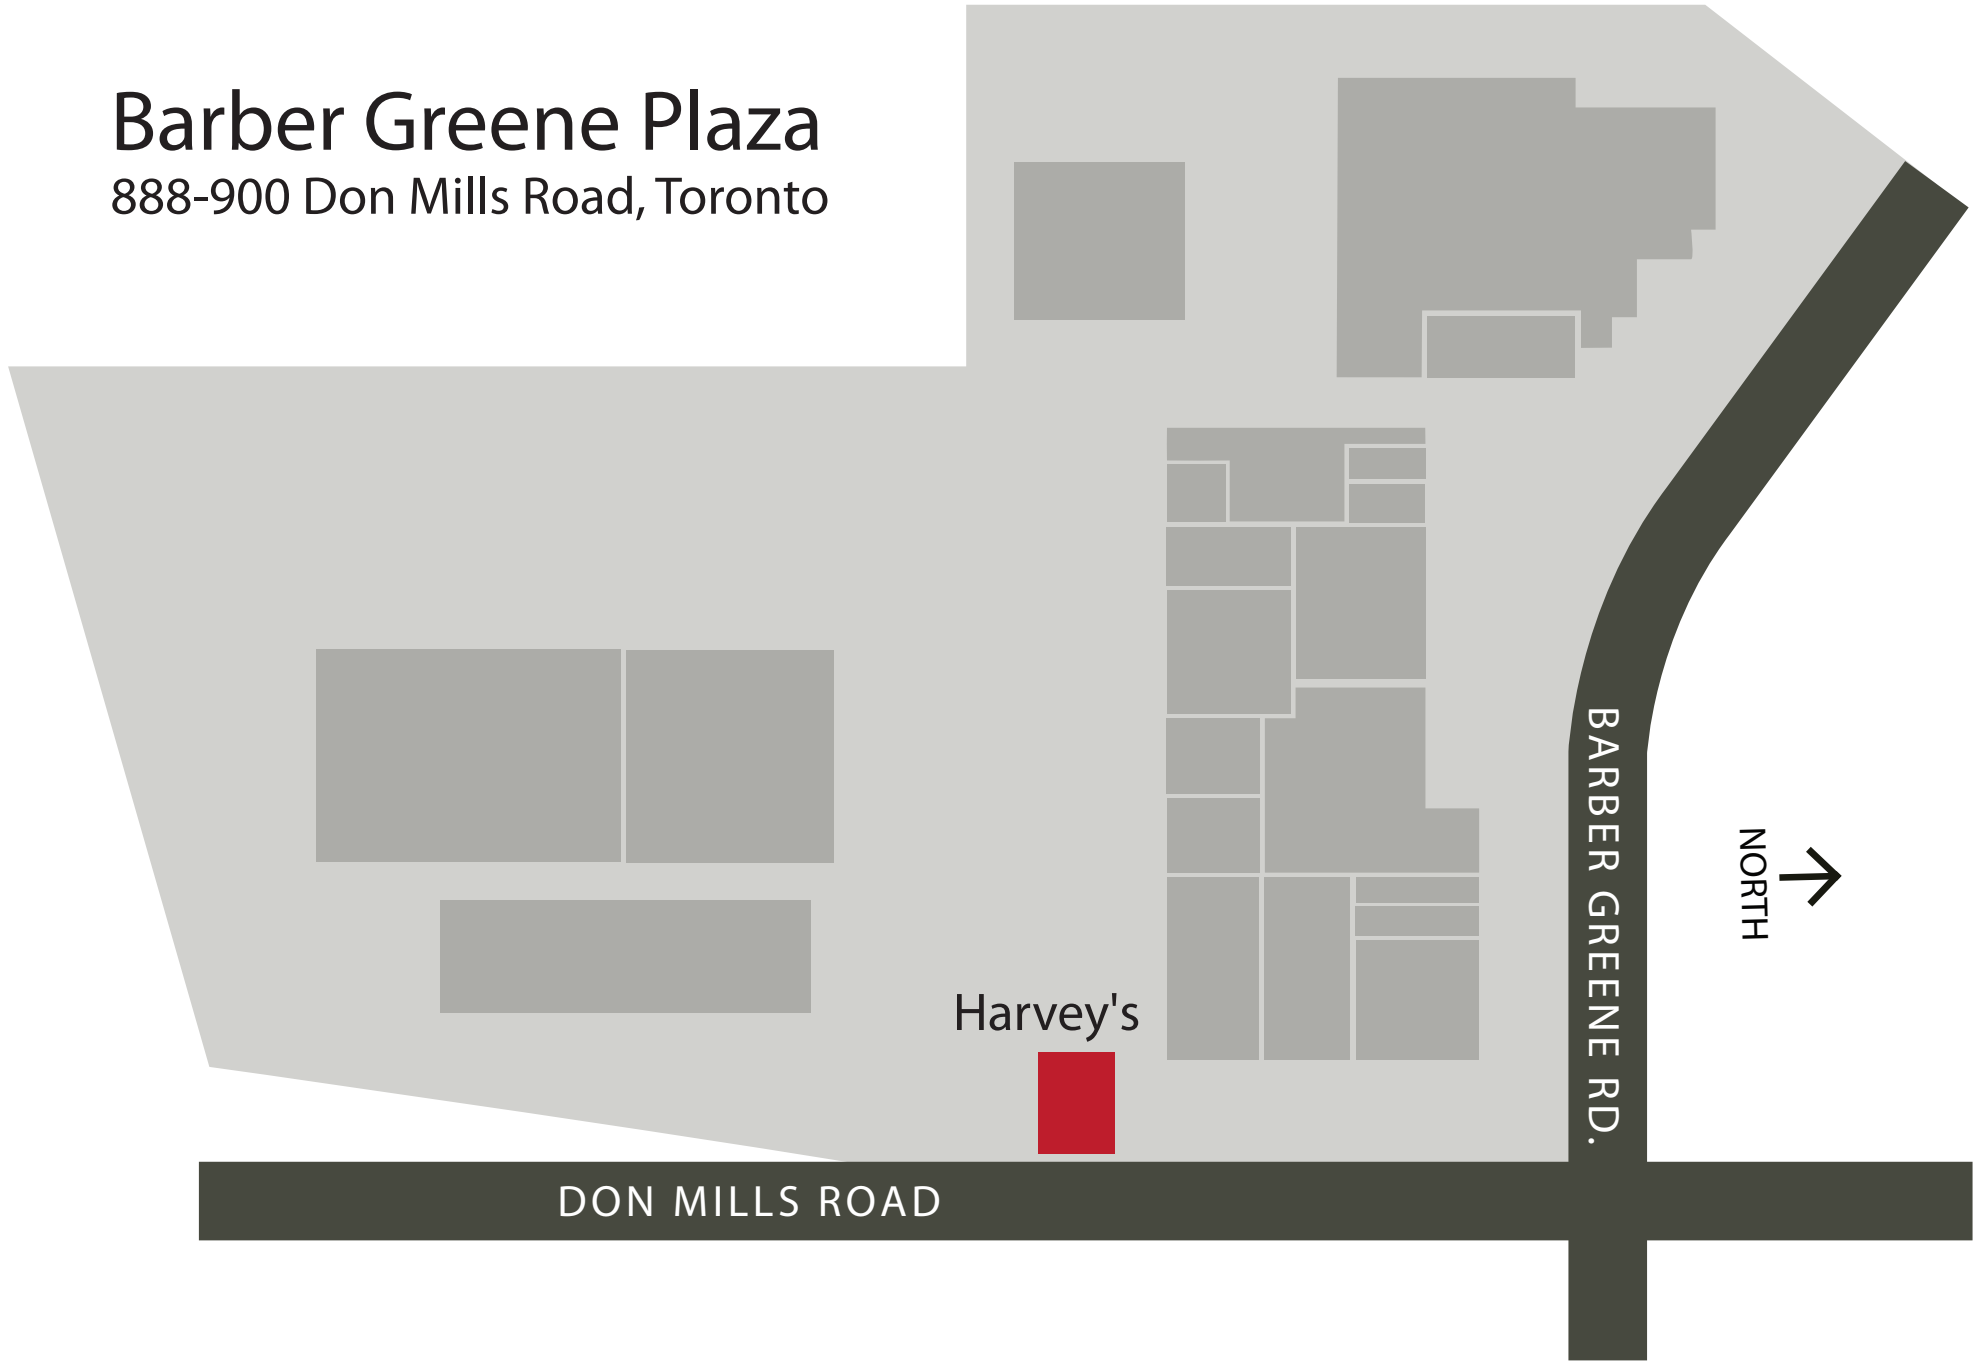 Barber Greene Plaza
888-900 Don Mills Road, Toronto
BARBER GREENE RD.
NORTH
Harvey's
DON MILLS ROAD